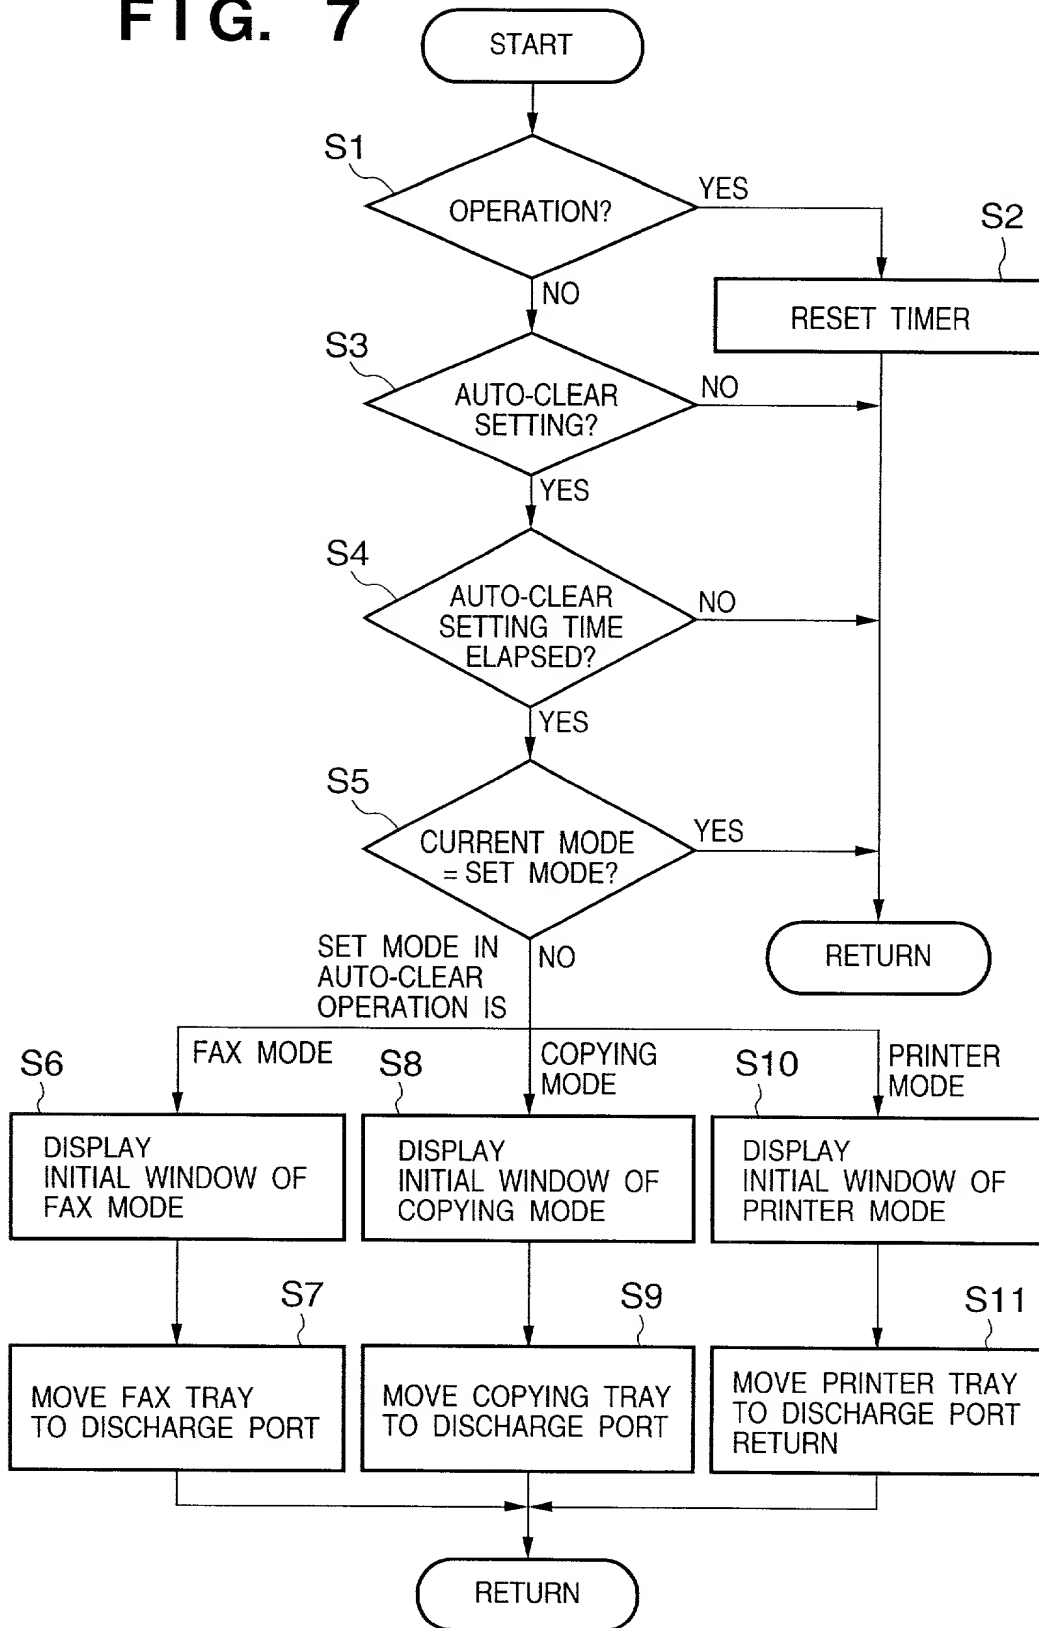 FIG. 7
START
S1
OPERATION?
YES
S2
RESET TIMER
NO
S3
AUTO-CLEAR
SETTING?
NO
YES
S4
AUTO-CLEAR
SETTING TIME
ELAPSED?
NO
YES
S5
CURRENT MODE
= SET MODE?
YES
RETURN
NO
SET MODE IN
AUTO-CLEAR
OPERATION IS
S6
FAX MODE
S8
COPYING
MODE
S10
PRINTER
MODE
DISPLAY
INITIAL WINDOW OF
FAX MODE
DISPLAY
INITIAL WINDOW OF
COPYING MODE
DISPLAY
INITIAL WINDOW OF
PRINTER MODE
S7
S9
S11
MOVE FAX TRAY
TO DISCHARGE PORT
MOVE COPYING TRAY
TO DISCHARGE PORT
MOVE PRINTER TRAY
TO DISCHARGE PORT
RETURN
RETURN